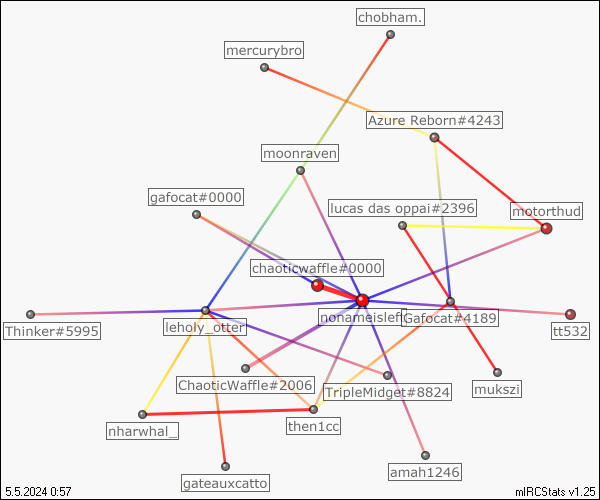 chobham.
mercurybro
Azure Reborn#4243
moonraven
gafocat#0000
lucas das oppai#2396
motorthud
chaoticwaffle#0000
nonameisleft
Gafocat#4189
tt532
Thinker#5995
leholy_otter
ChaoticWaffle#2006
TripleMidget#8824
mukszi
nharwhal_
then1cc
amah1246
gateauxcatto
5.5.2024 0:57
mIRCStats v1.25